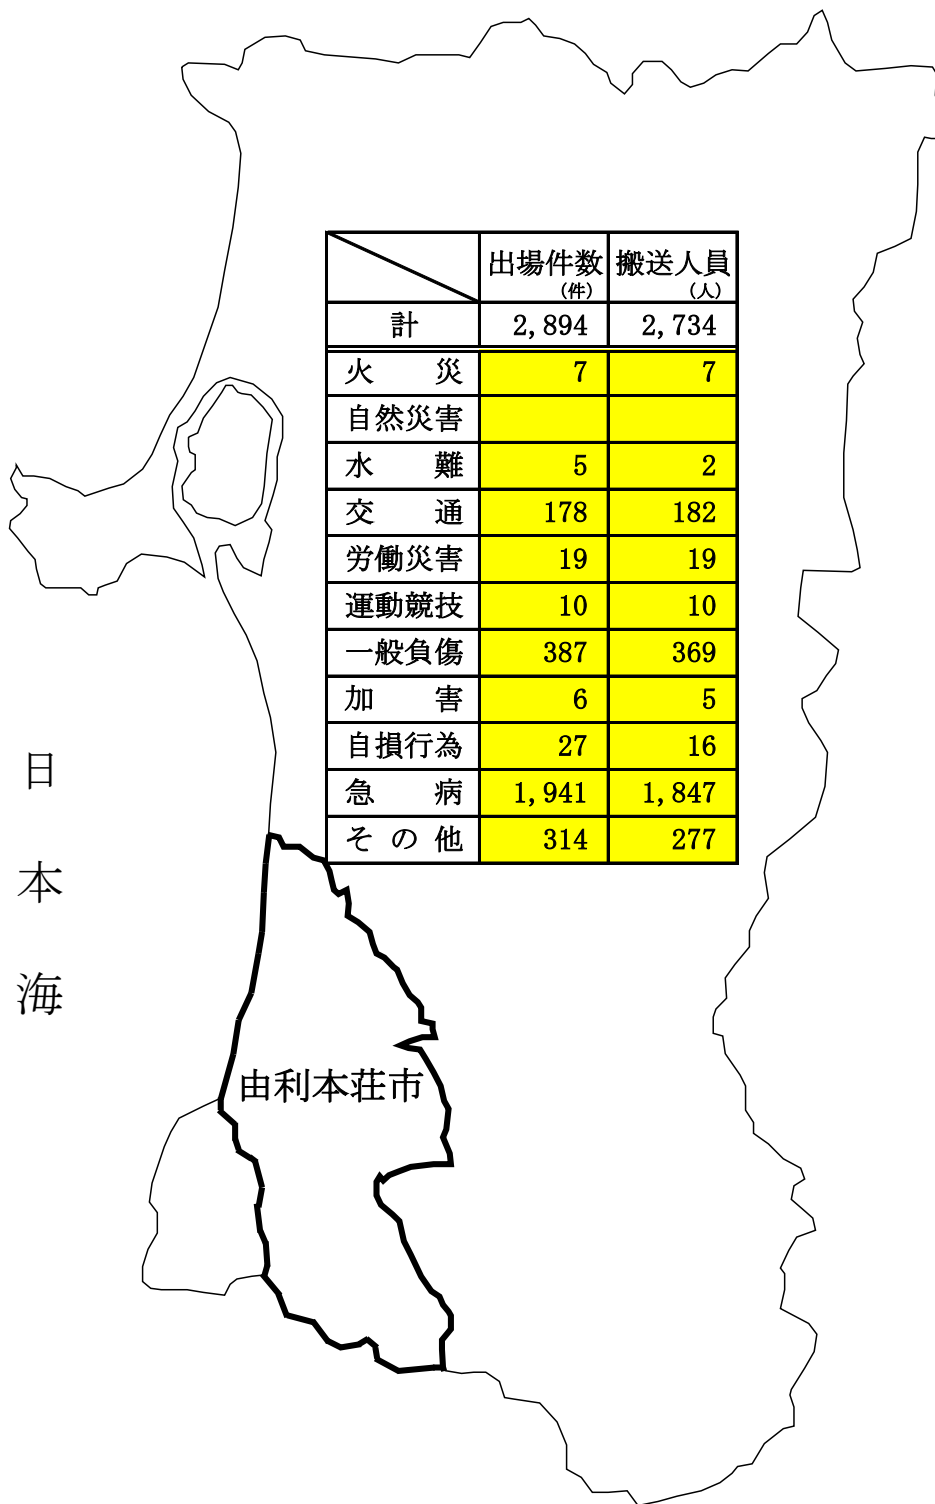 出場件数 搬送人員
(件) (人)
計 2,894 2,734
火災 7 7
自然災害
水難 5 2
交通 178 182
労働災害 19 19
運動競技 10 10
一般負傷 387 369
加害 6 5
自損行為 27 16
急病 1,941 1,847
その他 314 277
日本海
由利本荘市